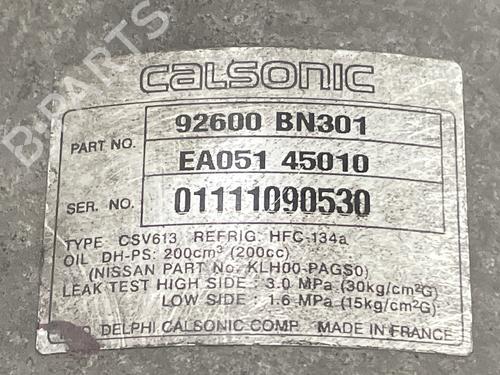 B-PARTS
CALSONIC
PART NO.
92600 BN301
EA051 45010
SER. NO. 01111090530
TYPE CSV613 REFRIG: HFC-134a
OIL DH-PS: 200cm³ (200cc)
(NISSAN PART No. KLH00-PAGS0)
LEAK TEST HIGH SIDE : 3.0 MPa (30kg/cm²G)
LOW SIDE : 1.6 MPa (15kg/cm²G)
DELPHI CALSONIC COMP. MADE IN FRANCE